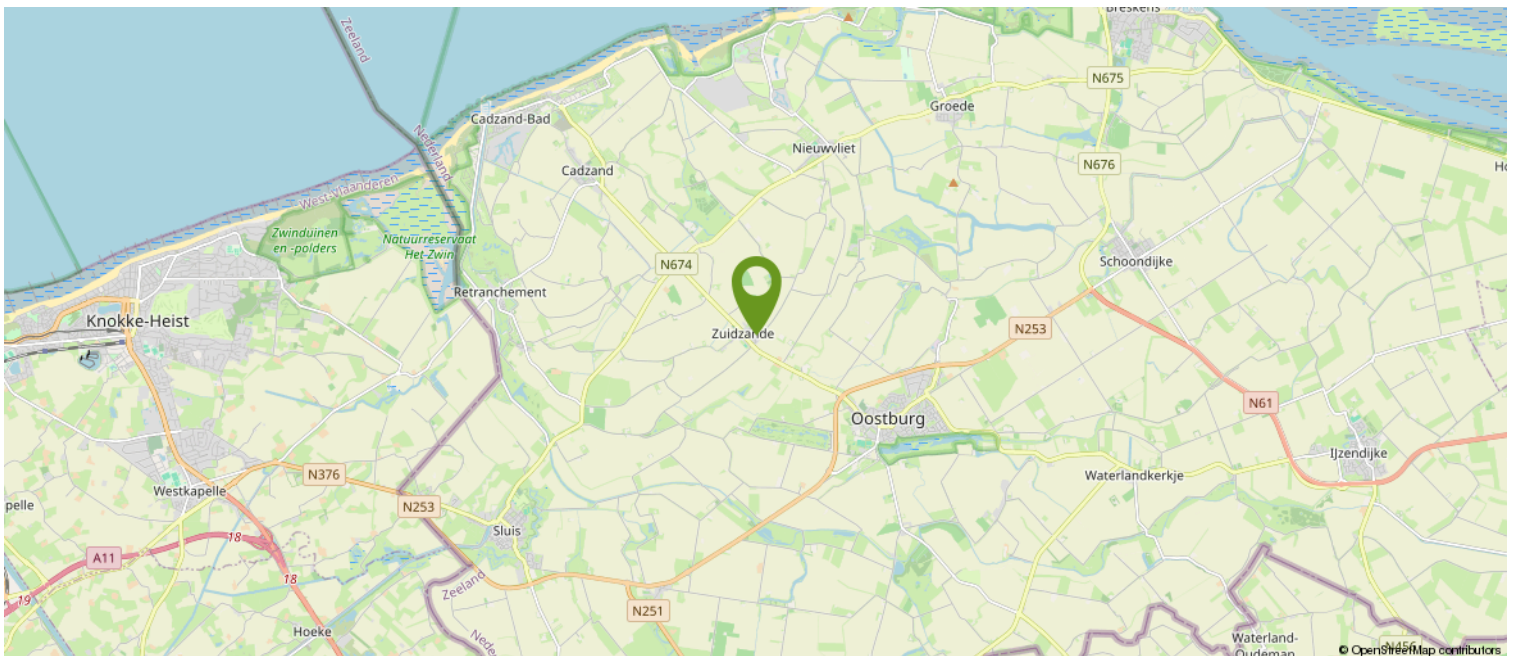 Breskens
Zeeland
N675
Groede
Cadzand-Bad
Nederland
Nieuwvliet
N676
Cadzand
West-Vlaanderen
Zwinduinen
en -polders
Natuurreservaat
Het-Zwin
Schoondijke
N674
Retranchement
Knokke-Heist
Zuidzande
N253
N61
Oostburg
IJzendijke
N376
Waterlandkerkje
Westkapelle
pelle
N253
Sluis
18
A11
18
Zeeland
19
N251
Hoeke
Waterland-
Oudeman
N456
© OpenStreetMap contributors